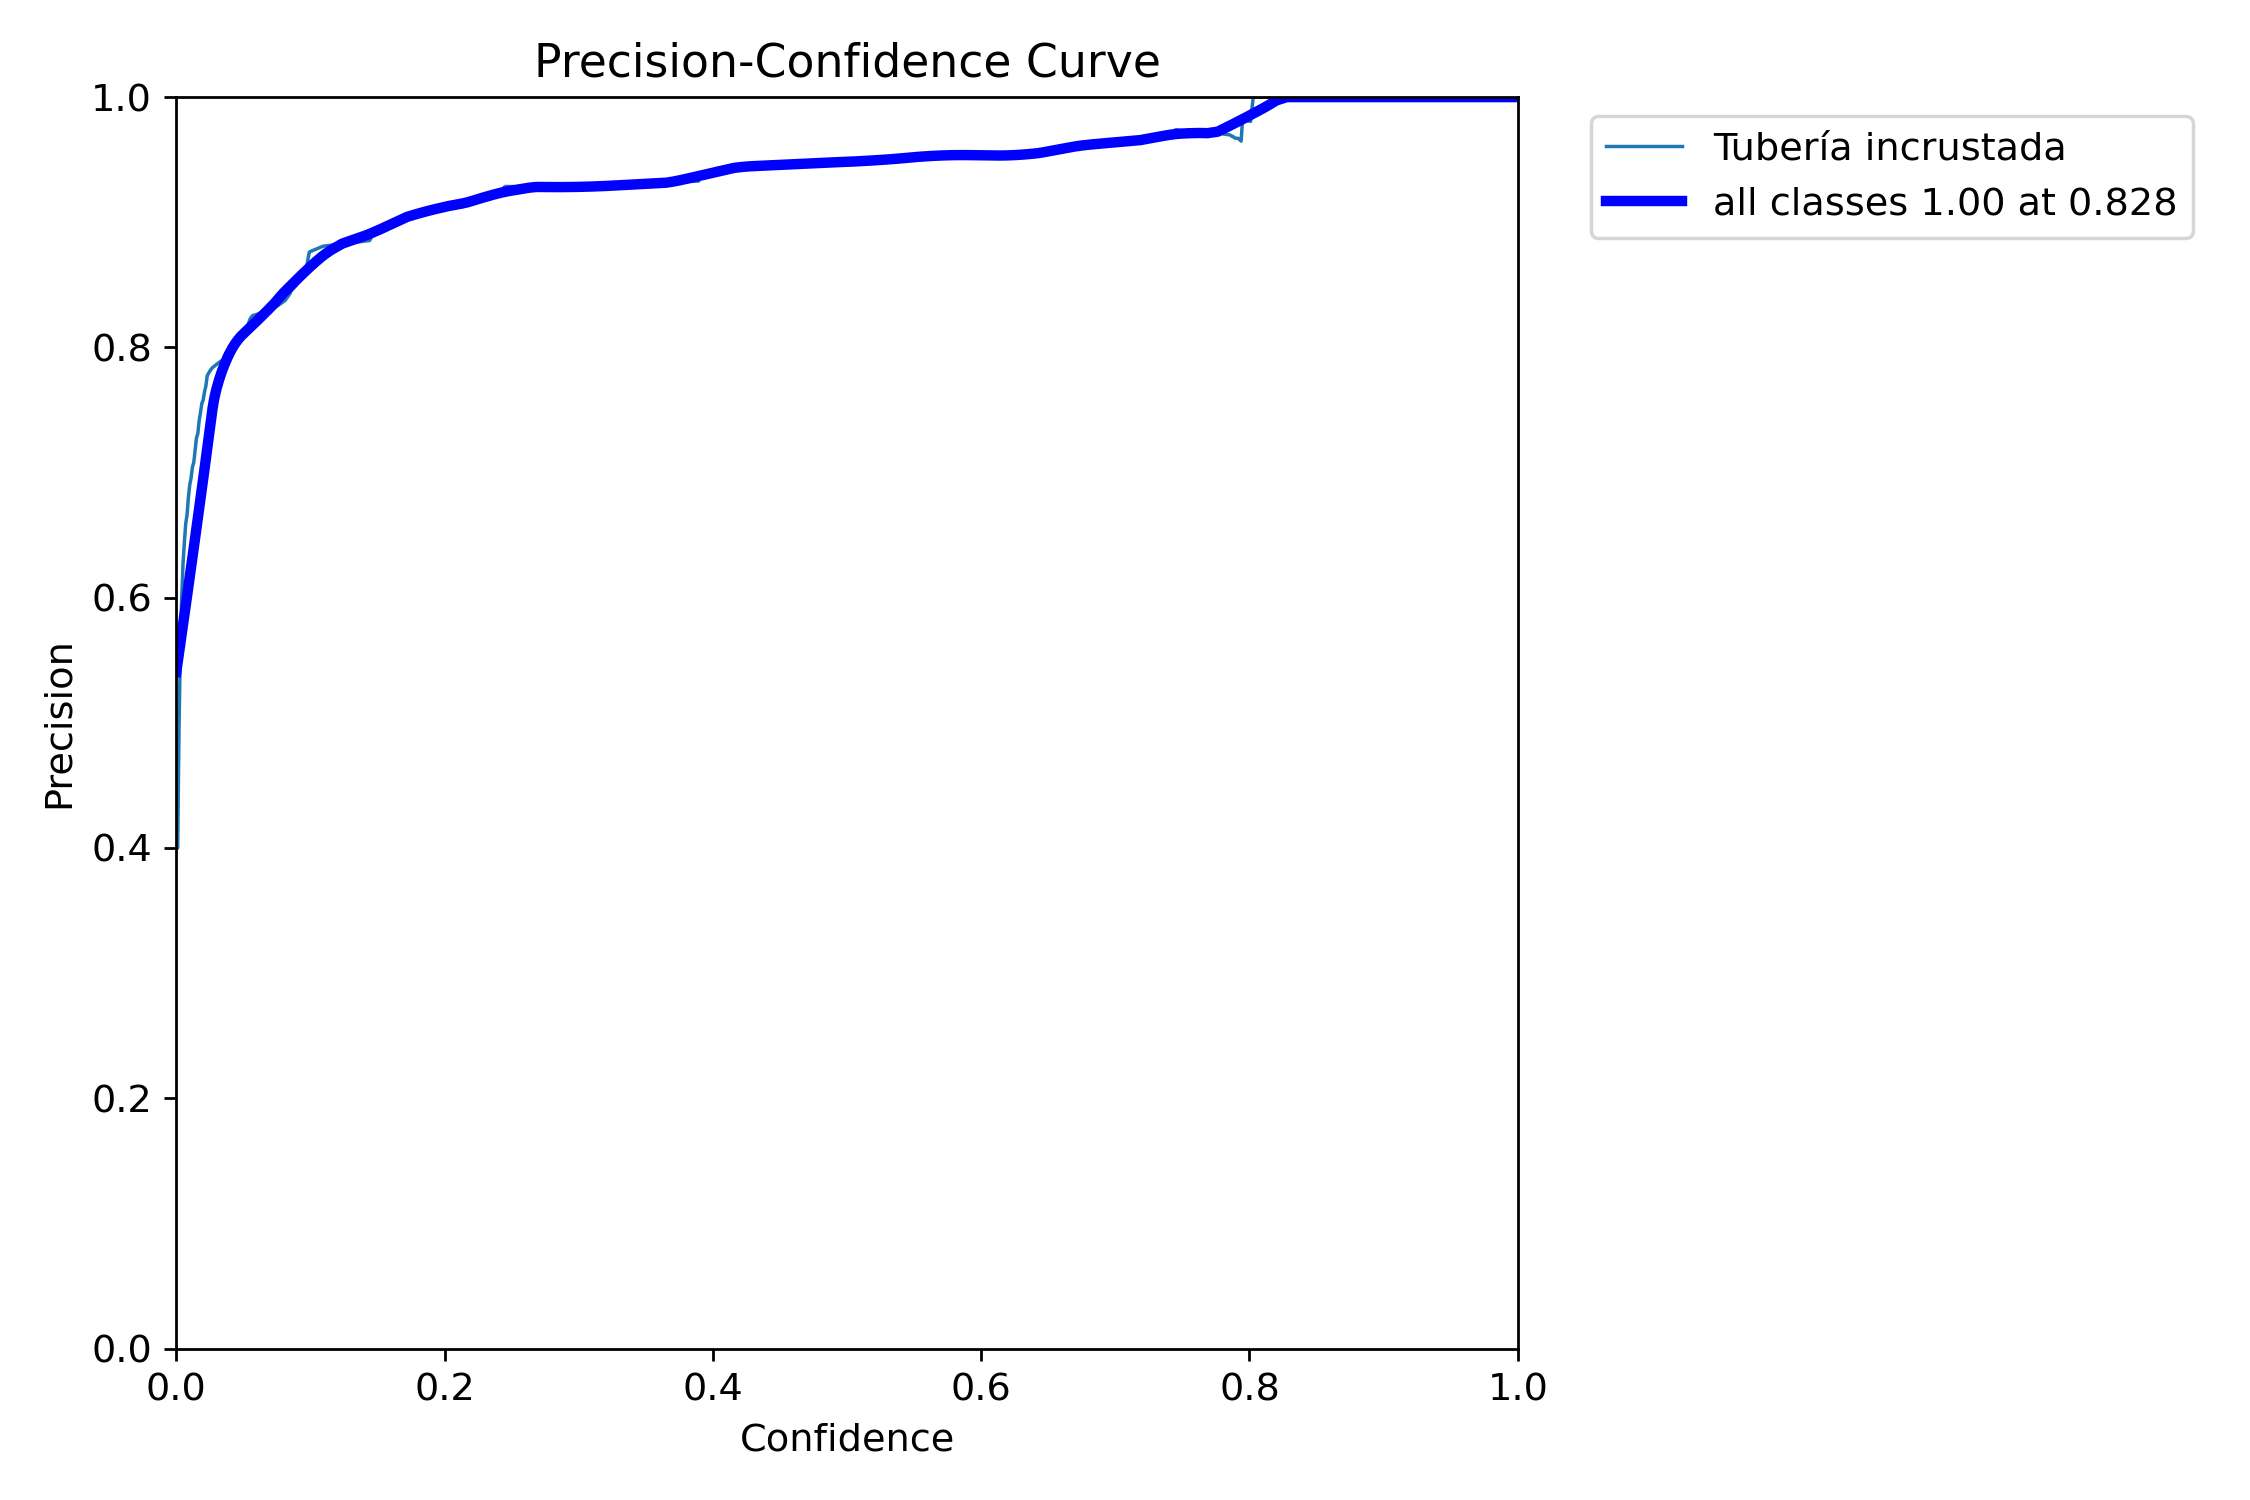 Precision-Confidence Curve
1.0
0.8
0.6
0.4
0.2
0.0
Precision
0.0 0.2 0.4 0.6 0.8 1.0
Confidence
Tubería incrustada
all classes 1.00 at 0.828